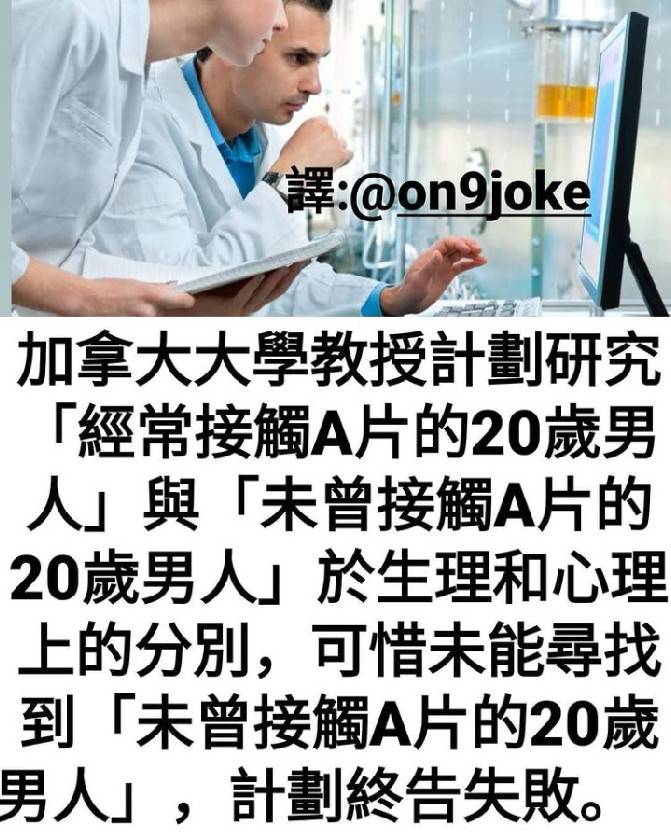 譯:@on9joke
加拿大大學教授計劃研究
「經常接觸A片的20歲男
人」與「未曾接觸A片的
20歲男人」於生理和心理
上的分別，可惜未能尋找
到「未曾接觸A片的20歲
男人」，計劃終告失敗。